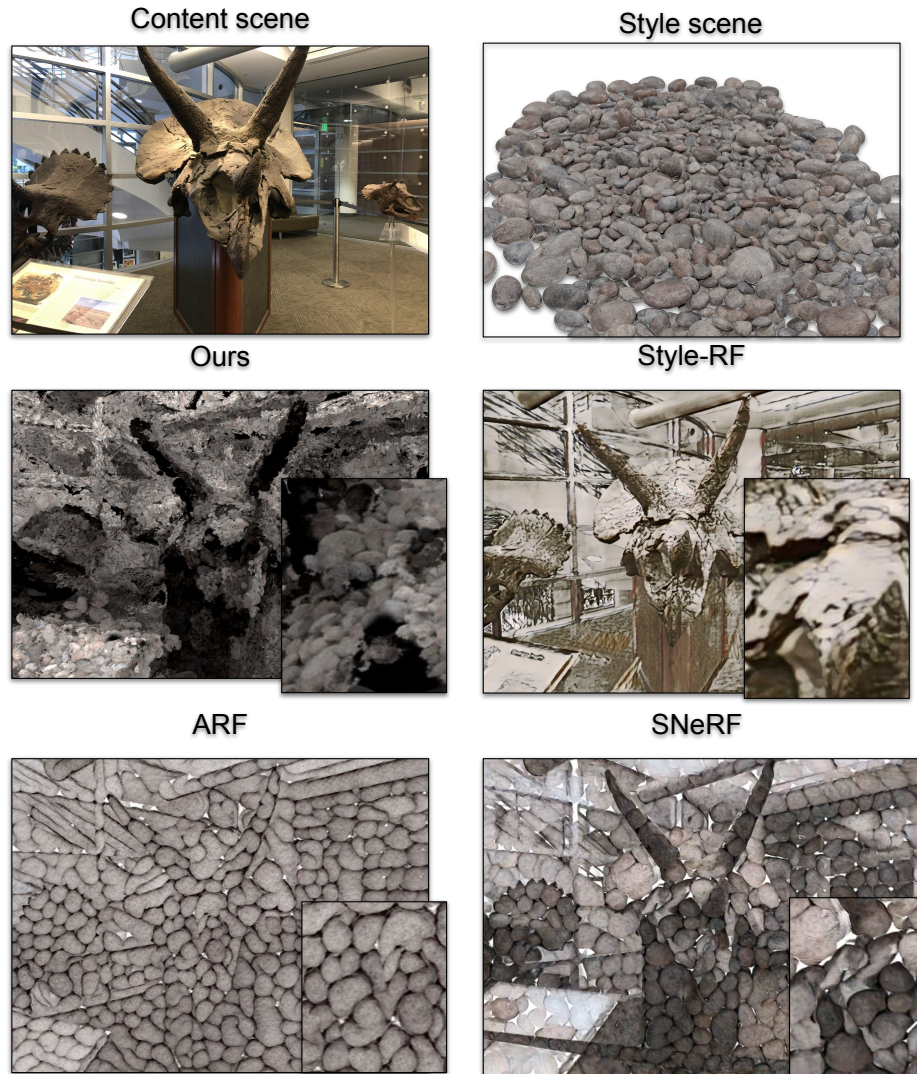 Content scene
Style scene
Ours
Style-RF
ARF
SNeRF